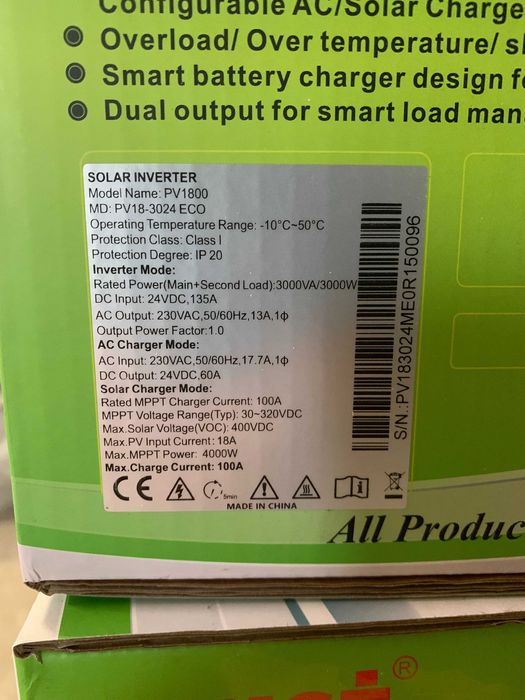 Configurable AC/Solar Charge
Overload/ Over temperature/
Smart battery charger design
Dual output for smart load
SOLAR INVERTER
Model Name: PV1800
MD: PV18-3024 ECO
Operating Temperature Range: -10°C~50°C
Protection Class: Class I
Protection Degree: IP 20
Inverter Mode:
Rated Power(Main+Second Load):3000VA/3000W
DC Input: 24VDC,135A
AC Output: 230VAC,50/60Hz,13A,1ɸ
Output Power Factor:1.0
AC Charger Mode:
AC Input: 230VAC,50/60Hz,17.7A,1ɸ
DC Output: 24VDC,60A
Solar Charger Mode:
Rated MPPT Charger Current: 100A
MPPT Voltage Range(Typ): 30~320VDC
Max.Solar Voltage(VOC): 400VDC
Max.PV Input Current: 18A
Max.MPPT Power: 4000W
Max.Charge Current: 100A
S/N.:PV183024ME0R150096
CE
5min
MADE IN CHINA
All Produc
®